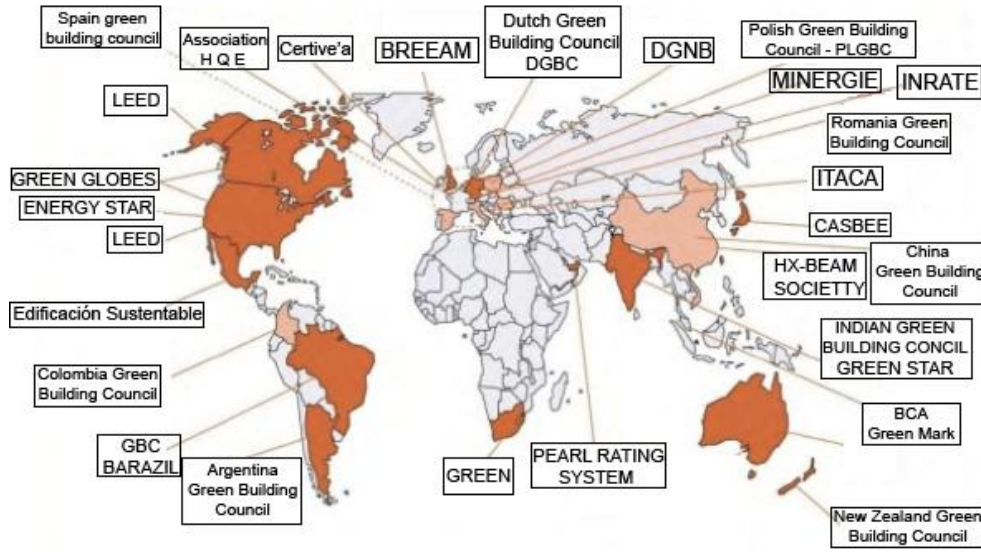 Spain green
building council
Association
H Q E
Certive'a
BREEAM
Dutch Green
Building Council
DGBC
DGNB
Polish Green Building
Council - PLGBC
MINERGIE
INRATE
LEED
Romania Green
Building Council
GREEN GLOBES
ITACA
ENERGY STAR
CASBEE
LEED
China
Green Building
Council
HX-BEAM
SOCIETTY
Edificación Sustentable
INDIAN GREEN
BUILDING CONCIL
GREEN STAR
Colombia Green
Building Council
BCA
Green Mark
GBC
BARAZIL
Argentina
Green Building
Council
GREEN
PEARL RATING
SYSTEM
New Zealand Green
Building Council